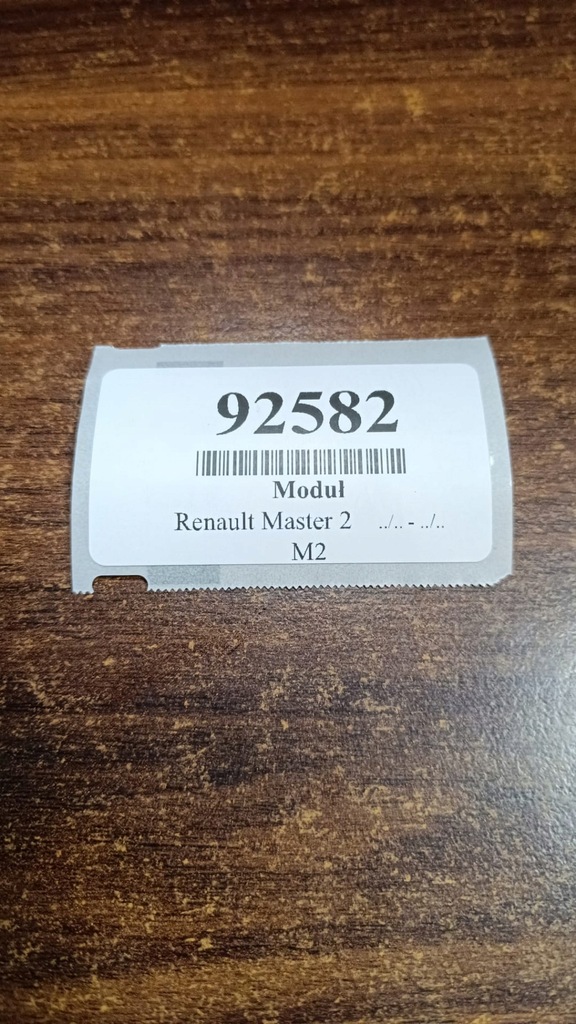 92582
Moduł
Renault Master 2 ../.. - ../..
M2